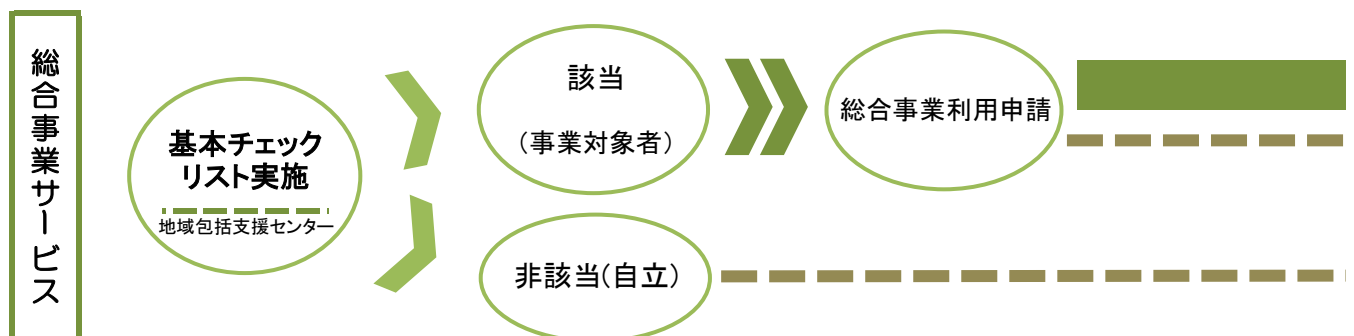 総合事業サービス
基本チェック
リスト実施
地域包括支援センター
該当
（事業対象者）
総合事業利用申請
非該当(自立)